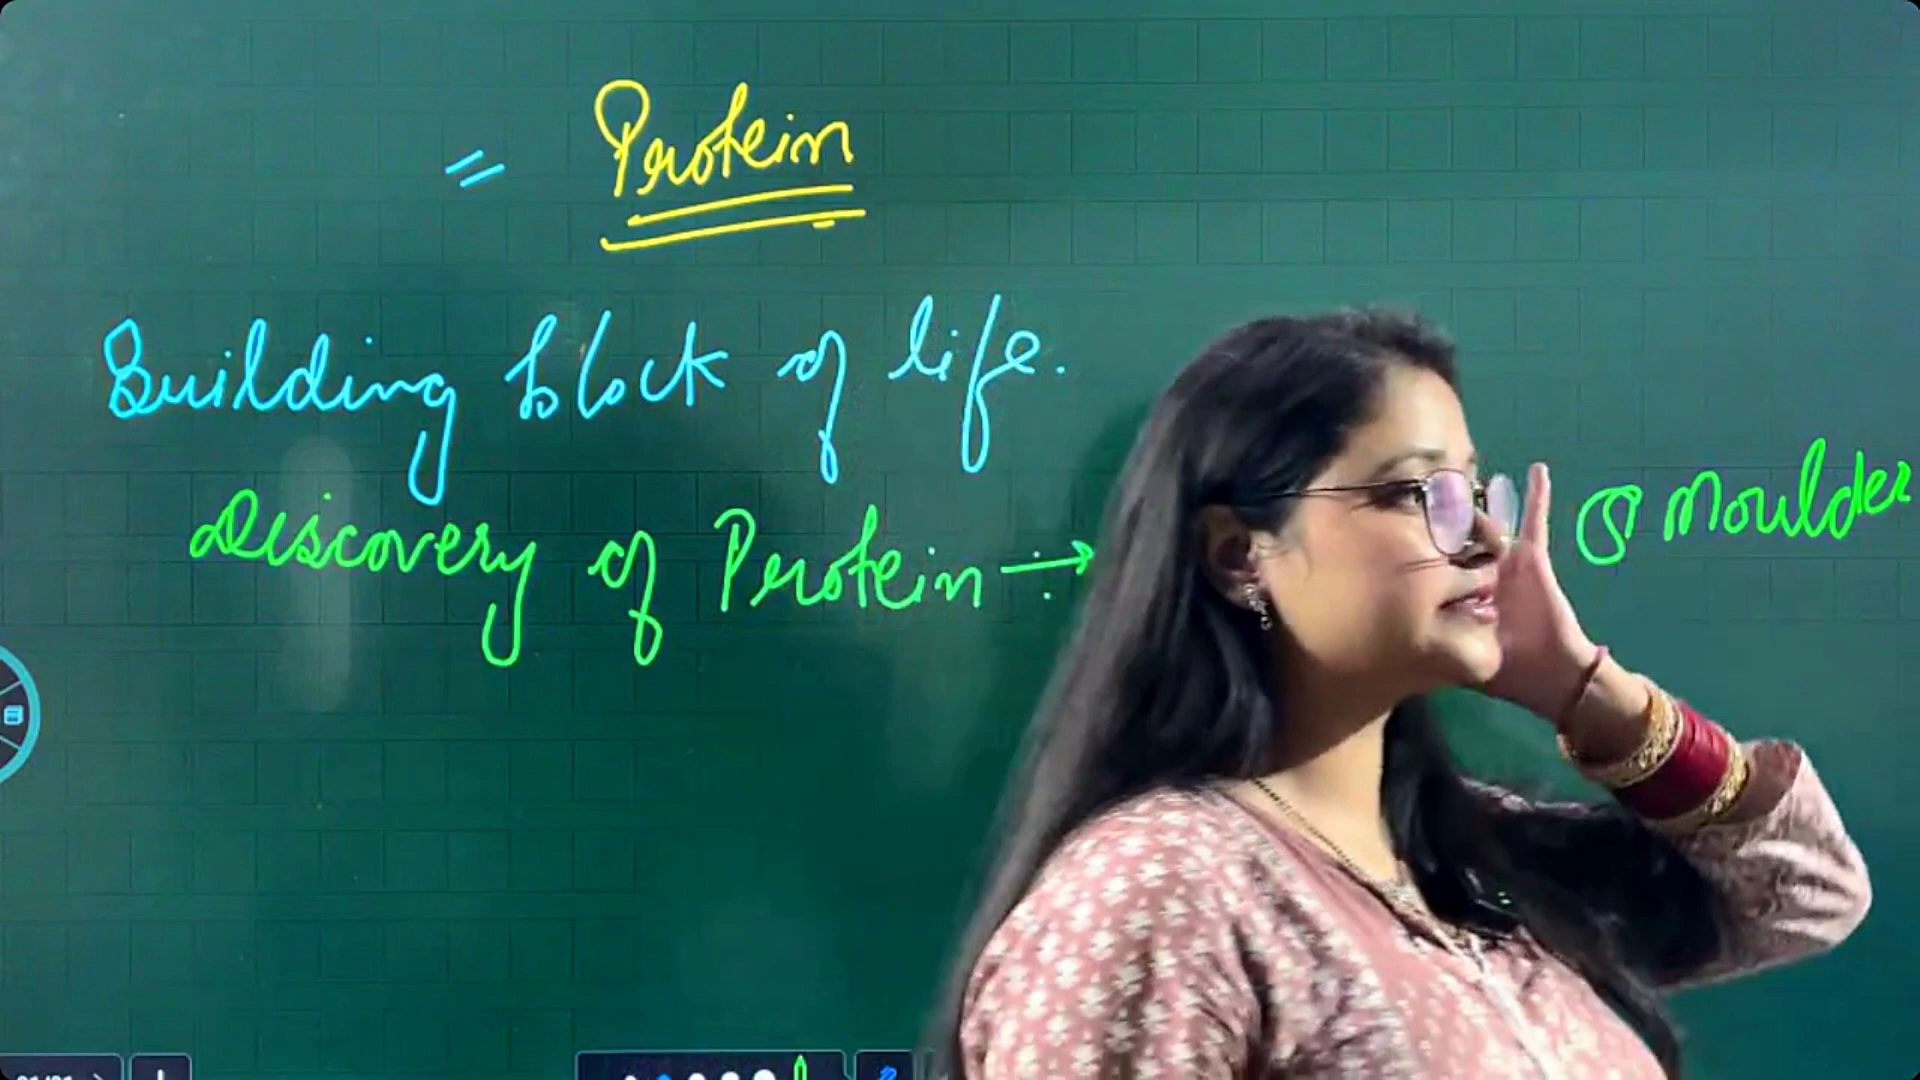 = Protein
Building block of life.
Discovery of Protein :→ G Moulder